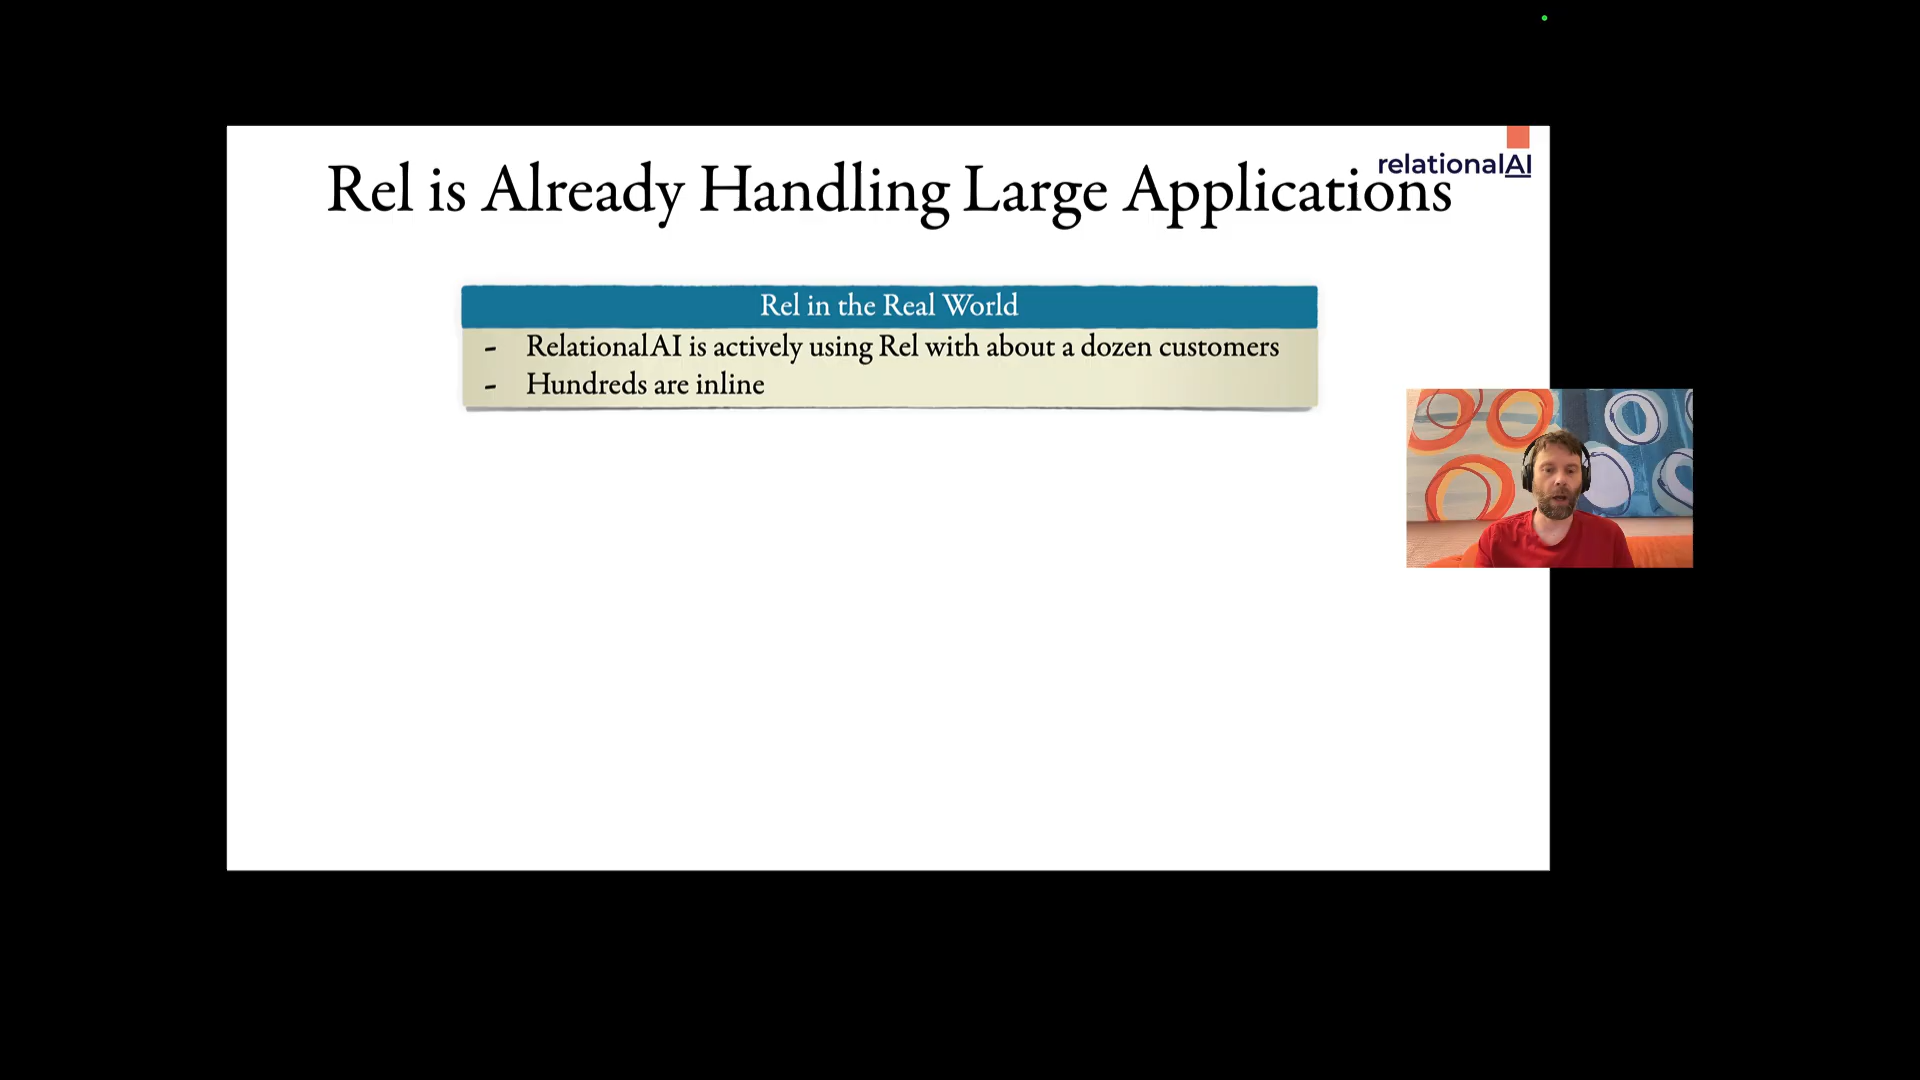 relationalAI
Rel is Already Handling Large Applications
Rel in the Real World
- RelationalAI is actively using Rel with about a dozen customers
- Hundreds are inline